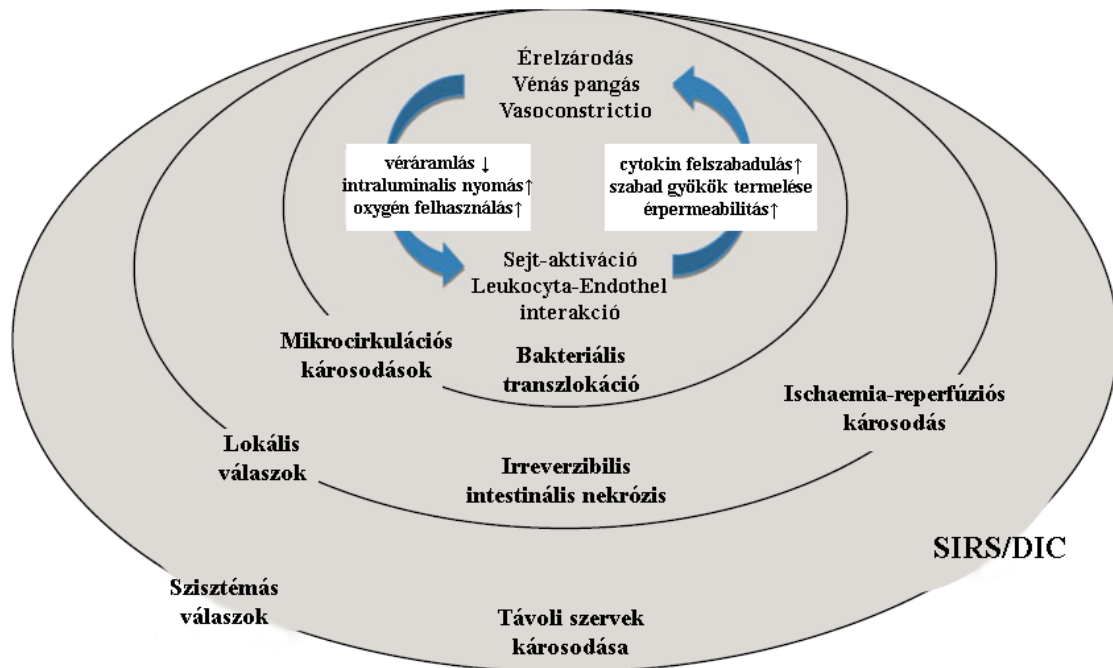 Érelzáródás
Vénás pangás
Vasoconstrictio
véráramlás ↓
intraluminalis nyomás↑
oxygén felhasználás↑
cytokin felszabadulás↑
szabad gyökök termelése
érpermeabilitás↑
Sejt-aktiváció
Leukocyta-Endothel
interakció
Mikrocirkulációs
károsodások
Bakteriális
transzlokáció
Ischaemia-reperfúziós
károsodás
Lokális
válaszok
Irreverzibilis
intestinális nekrózis
SIRS/DIC
Szisztémás
válaszok
Távoli szervek
károsodása